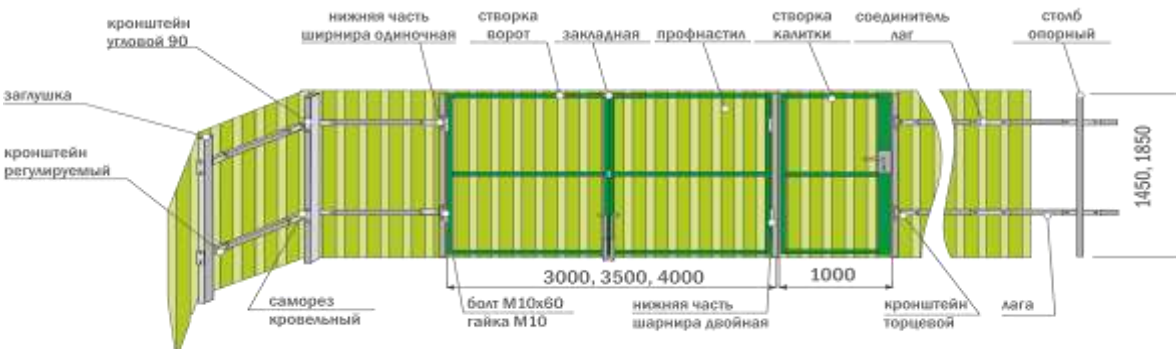 кронштейн
угловой 90
нижняя часть
ширнира одиночная
створка
ворот
закладная
профнастил
створка
калитки
соединитель
лаг
столб
опорный
заглушка
кронштейн
регулируемый
1450, 1850
3000, 3500, 4000
1000
саморез
кровельный
болт М10х60
гайка М10
нижняя часть
шарнира двойная
кронштейн
торцевой
лага